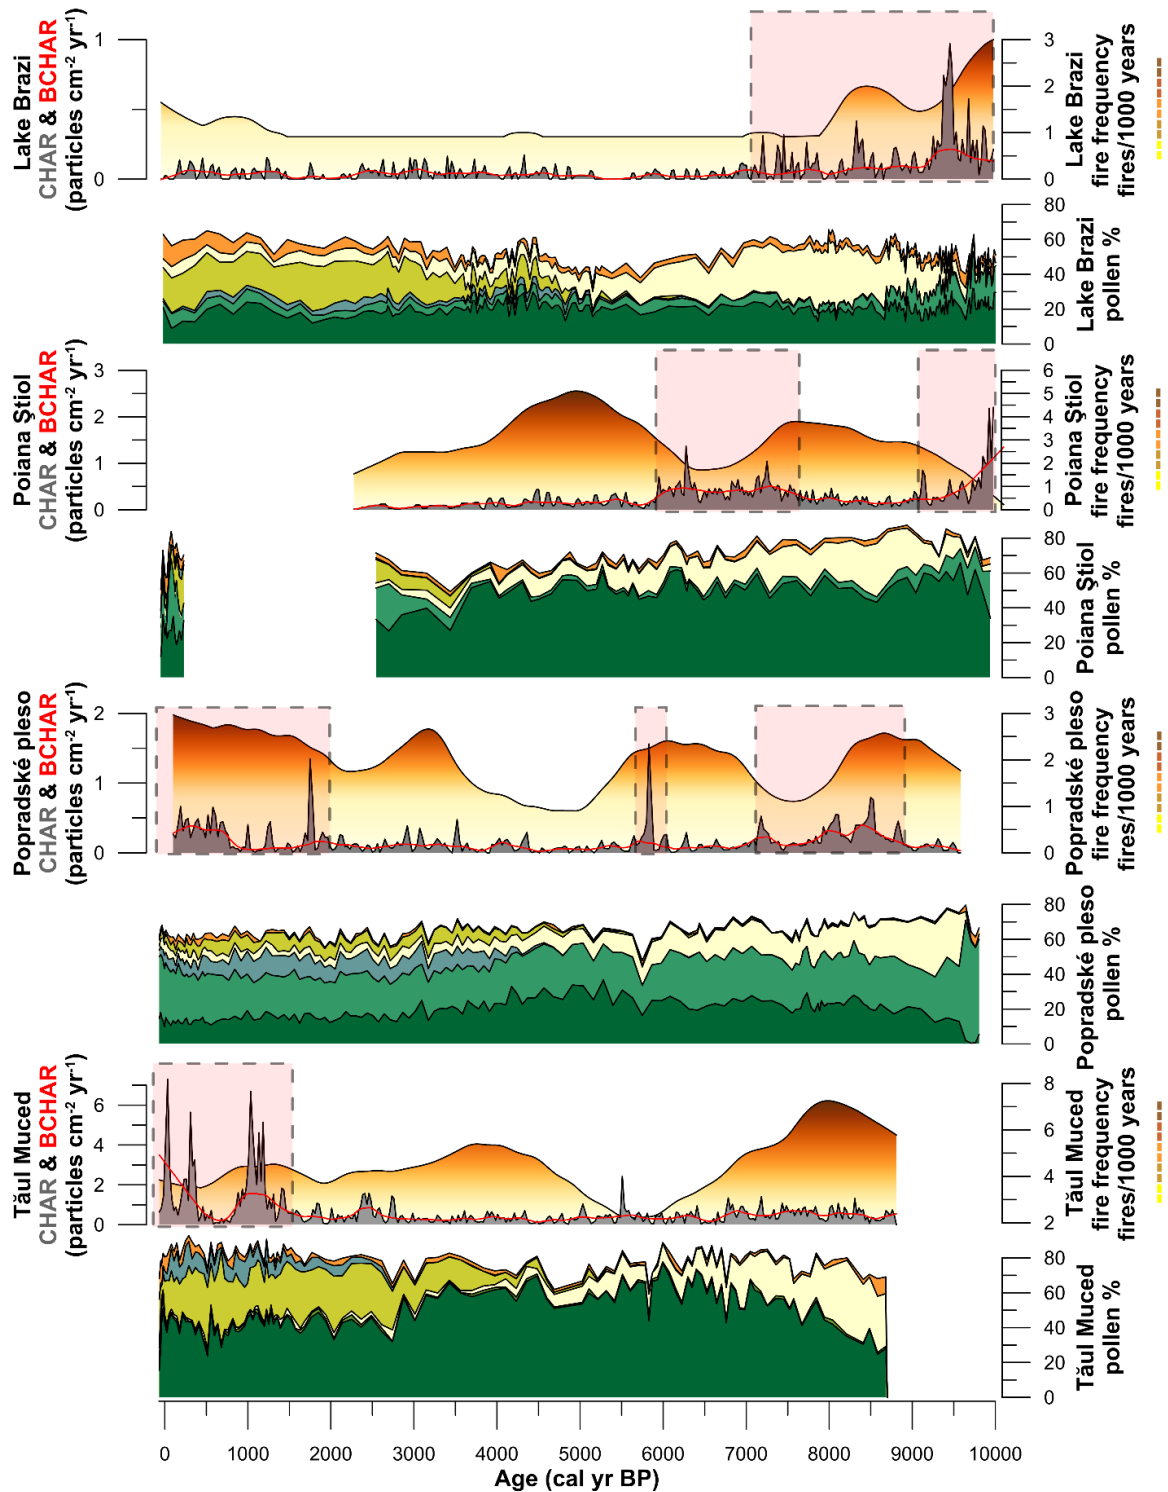 Lake Brazi
CHAR & BCHAR
(particles cm-2 yr-1)
1
0
3
2
1
0
Lake Brazi
fire frequency
fires/1000 years
80
60
40
20
0
Lake Brazi
pollen %
Poiana Ştiol
CHAR & BCHAR
(particles cm-2 yr-1)
3
2
1
0
6
5
4
3
2
1
0
Poiana Ştiol
fire frequency
fires/1000 years
80
60
40
20
0
Poiana Ştiol
pollen %
Popradské pleso
CHAR & BCHAR
(particles cm-2 yr-1)
2
1
0
3
2
1
0
Popradské pleso
fire frequency
fires/1000 years
80
60
40
20
0
Popradské pleso
pollen %
Tăul Muced
CHAR & BCHAR
(particles cm-2 yr-1)
6
4
2
0
8
6
4
2
Tăul Muced
fire frequency
fires/1000 years
80
60
40
20
0
Tăul Muced
pollen %
0 1000 2000 3000 4000 5000 6000 7000 8000 9000 10000
Age (cal yr BP)